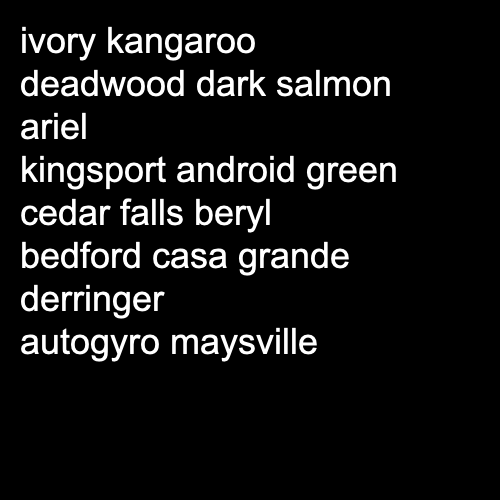 ivory kangaroo
deadwood dark salmon
ariel
kingsport android green
cedar falls beryl
bedford casa grande
derringer
autogyro maysville